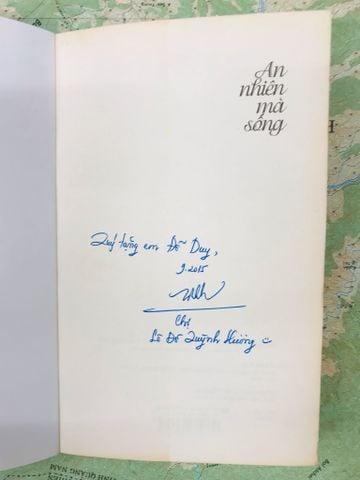 An
nhiên
mà
sống
Quý tặng em Đỗ Duy,
9.2015
Chị
Lê Đỗ Quỳnh Hương